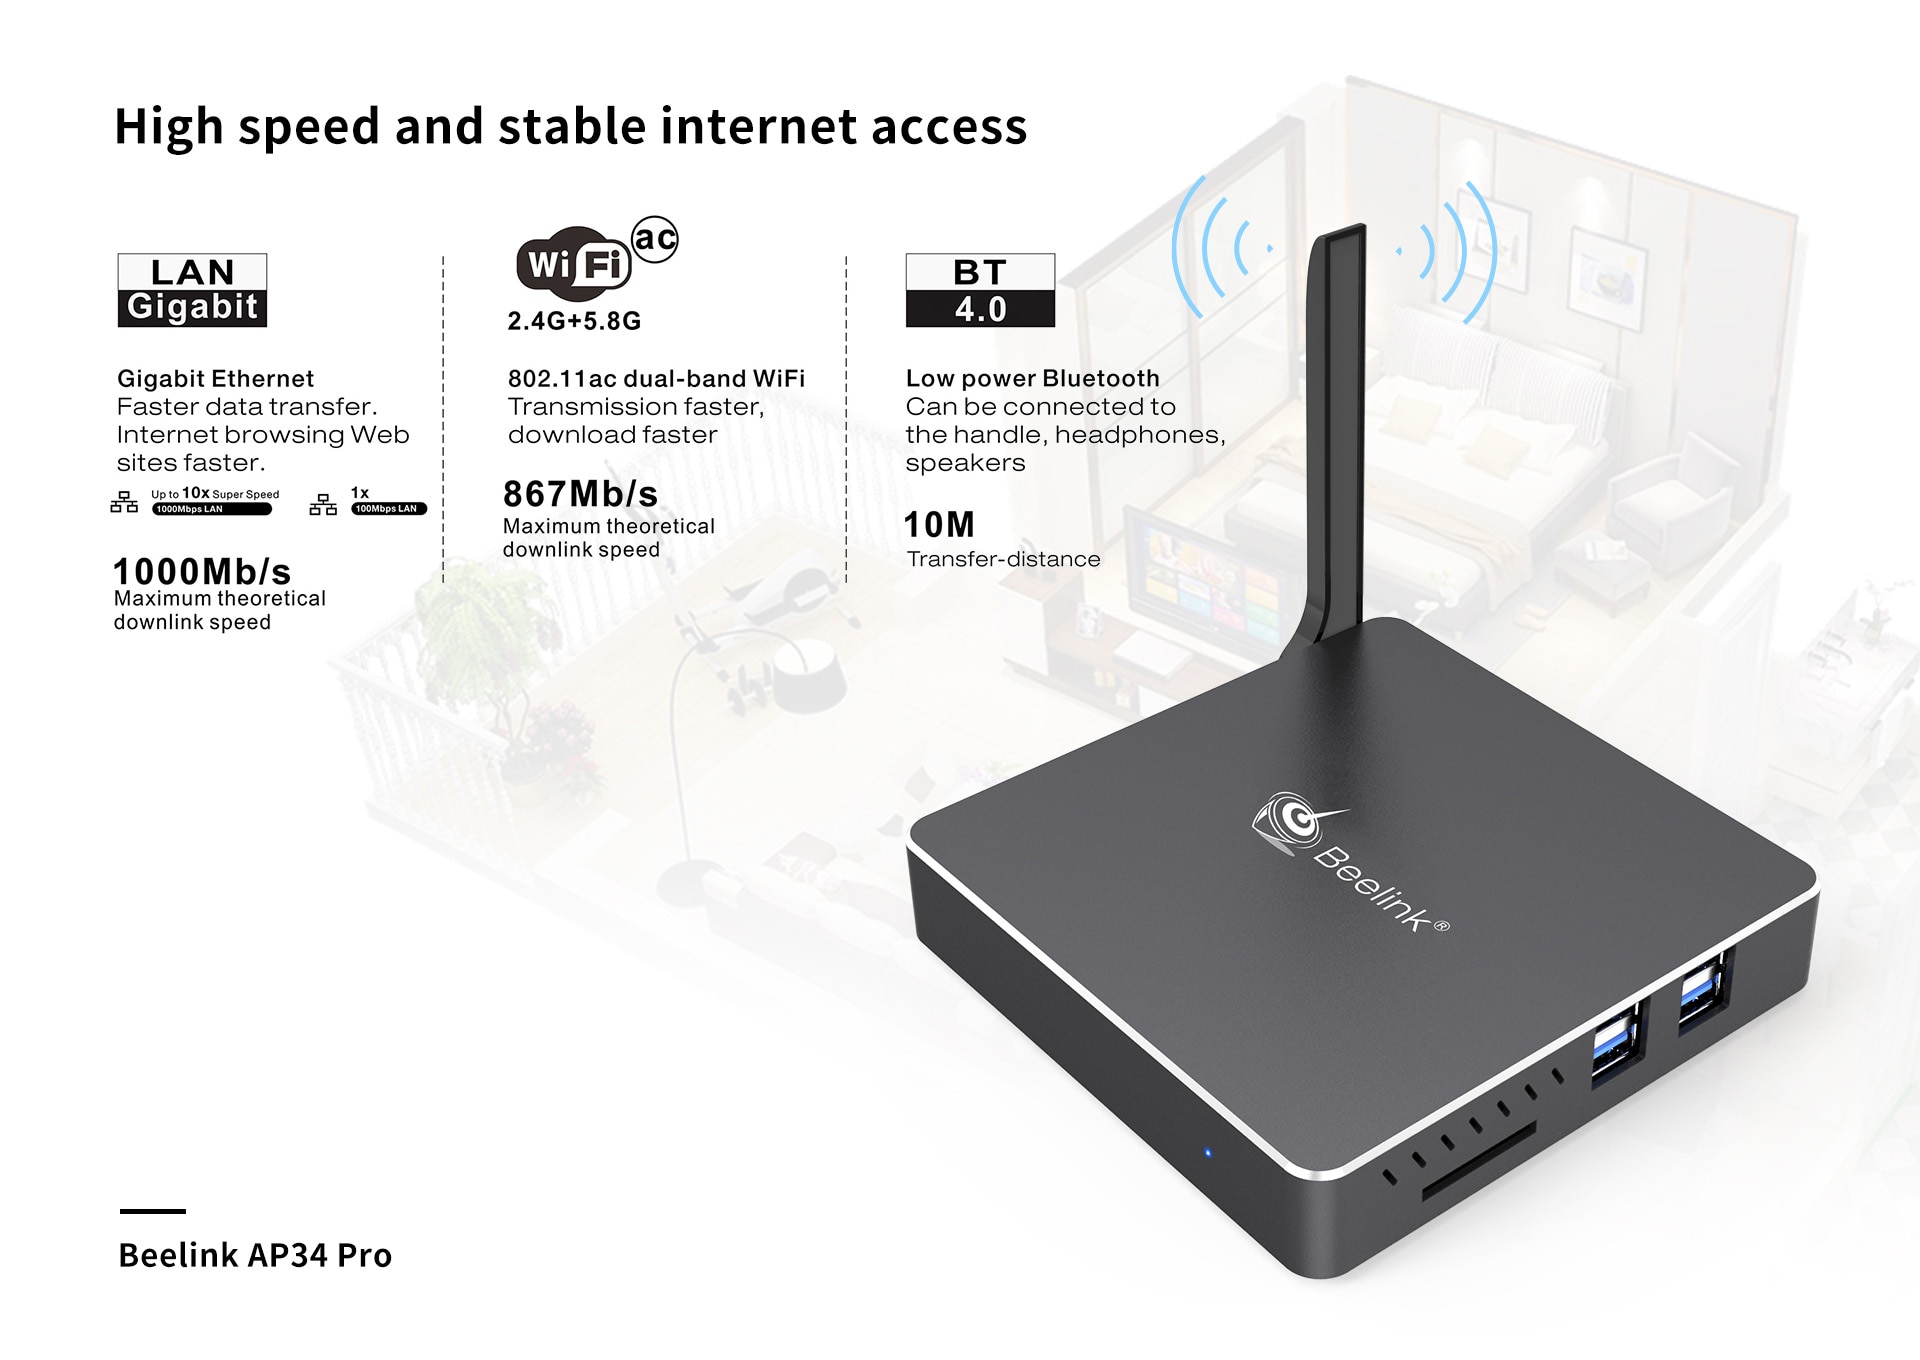 High speed and stable internet access
LAN
Gigabit
Gigabit Ethernet
Faster data transfer.
Internet browsing Web
sites faster.
Up to 10x Super Speed
1000Mbps LAN
1x
100Mbps LAN
1000Mb/s
Maximum theoretical
downlink speed
WiFi ac
2.4G+5.8G
802.11ac dual-band WiFi
Transmission faster,
download faster
867Mb/s
Maximum theoretical
downlink speed
BT
4.0
Low power Bluetooth
Can be connected to
the handle, headphones,
speakers
10M
Transfer-distance
Beelink®
Beelink AP34 Pro